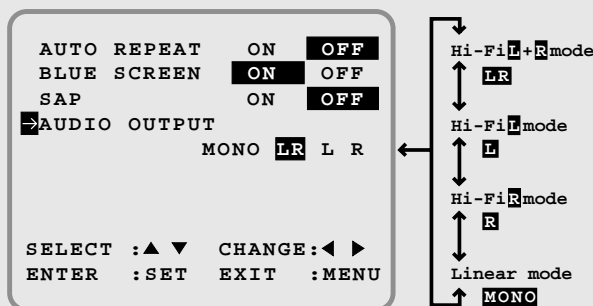 AUTO REPEAT ON OFF
BLUE SCREEN ON OFF
SAP ON OFF
→AUDIO OUTPUT
MONO LR L R
SELECT :▲ ▼ CHANGE:◀ ▶
ENTER :SET EXIT :MENU
Hi-Fi L+R mode
LR
Hi-Fi L mode
L
Hi-Fi R mode
R
Linear mode
MONO